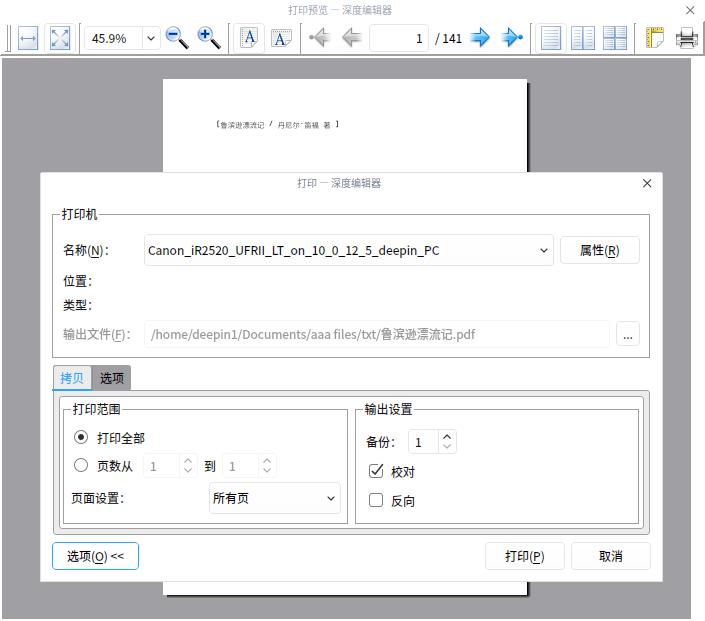 打印预览 — 深度编辑器
45.9%
1 / 141
【鲁滨逊漂流记 / 丹尼尔·笛福 著 】
打印 — 深度编辑器
打印机
名称(N)：
Canon_iR2520_UFRII_LT_on_10_0_12_5_deepin_PC
属性(R)
位置：
类型：
输出文件(F)：
/home/deepin1/Documents/aaa files/txt/鲁滨逊漂流记.pdf
...
拷贝 选项
打印范围
打印全部
页数从 1 到 1
页面设置： 所有页
输出设置
备份： 1
校对
反向
选项(O) <<
打印(P)
取消